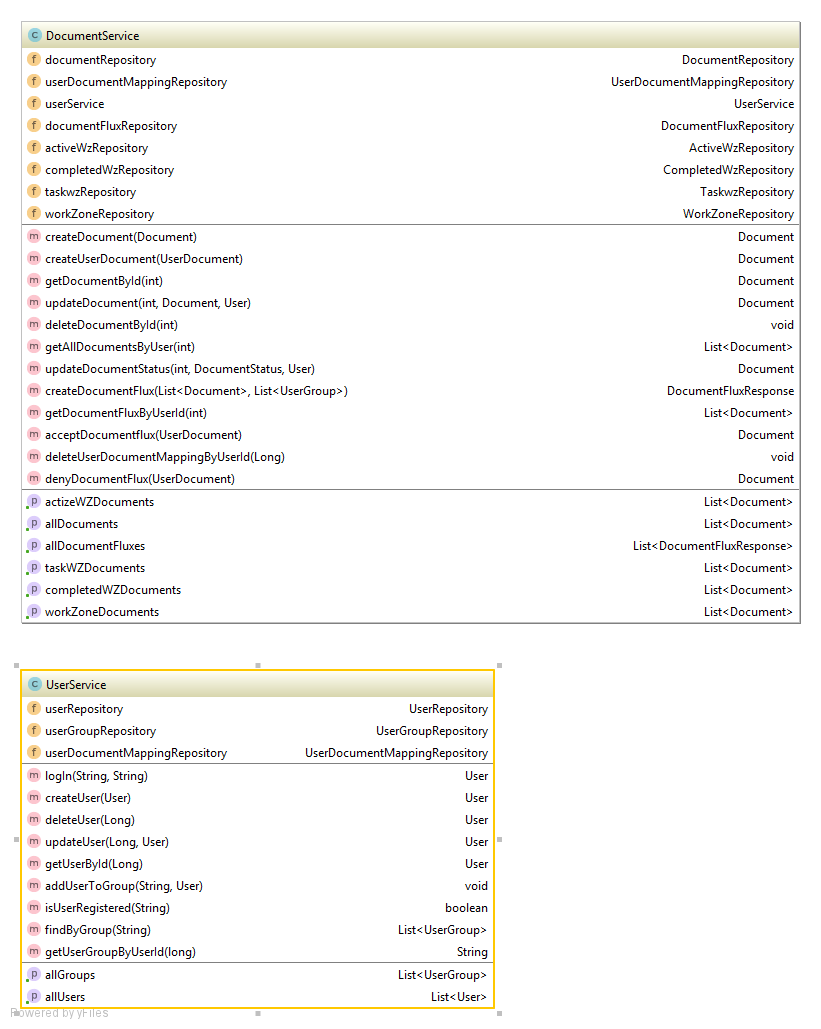 C DocumentService
f documentRepository DocumentRepository
f userDocumentMappingRepository UserDocumentMappingRepository
f userService UserService
f documentFluxRepository DocumentFluxRepository
f activeWzRepository ActiveWzRepository
f completedWzRepository CompletedWzRepository
f taskwzRepository TaskwzRepository
f workZoneRepository WorkZoneRepository
m createDocument(Document) Document
m createUserDocument(UserDocument) Document
m getDocumentById(int) Document
m updateDocument(int, Document, User) Document
m deleteDocumentById(int) void
m getAllDocumentsByUser(int) List<Document>
m updateDocumentStatus(int, DocumentStatus, User) Document
m createDocumentFlux(List<Document>, List<UserGroup>) DocumentFluxResponse
m getDocumentFluxByUserId(int) List<Document>
m acceptDocumentflux(UserDocument) Document
m deleteUserDocumentMappingByUserId(Long) void
m denyDocumentFlux(UserDocument) Document
p actizeWZDocuments List<Document>
p allDocuments List<Document>
p allDocumentFluxes List<DocumentFluxResponse>
p taskWZDocuments List<Document>
p completedWZDocuments List<Document>
p workZoneDocuments List<Document>
C UserService
f userRepository UserRepository
f userGroupRepository UserGroupRepository
f userDocumentMappingRepository UserDocumentMappingRepository
m logIn(String, String) User
m createUser(User) User
m deleteUser(Long) User
m updateUser(Long, User) User
m getUserById(Long) User
m addUserToGroup(String, User) void
m isUserRegistered(String) boolean
m findByGroup(String) List<UserGroup>
m getUserGroupByUserId(long) String
p allGroups List<UserGroup>
p allUsers List<User>
Powered by yFiles